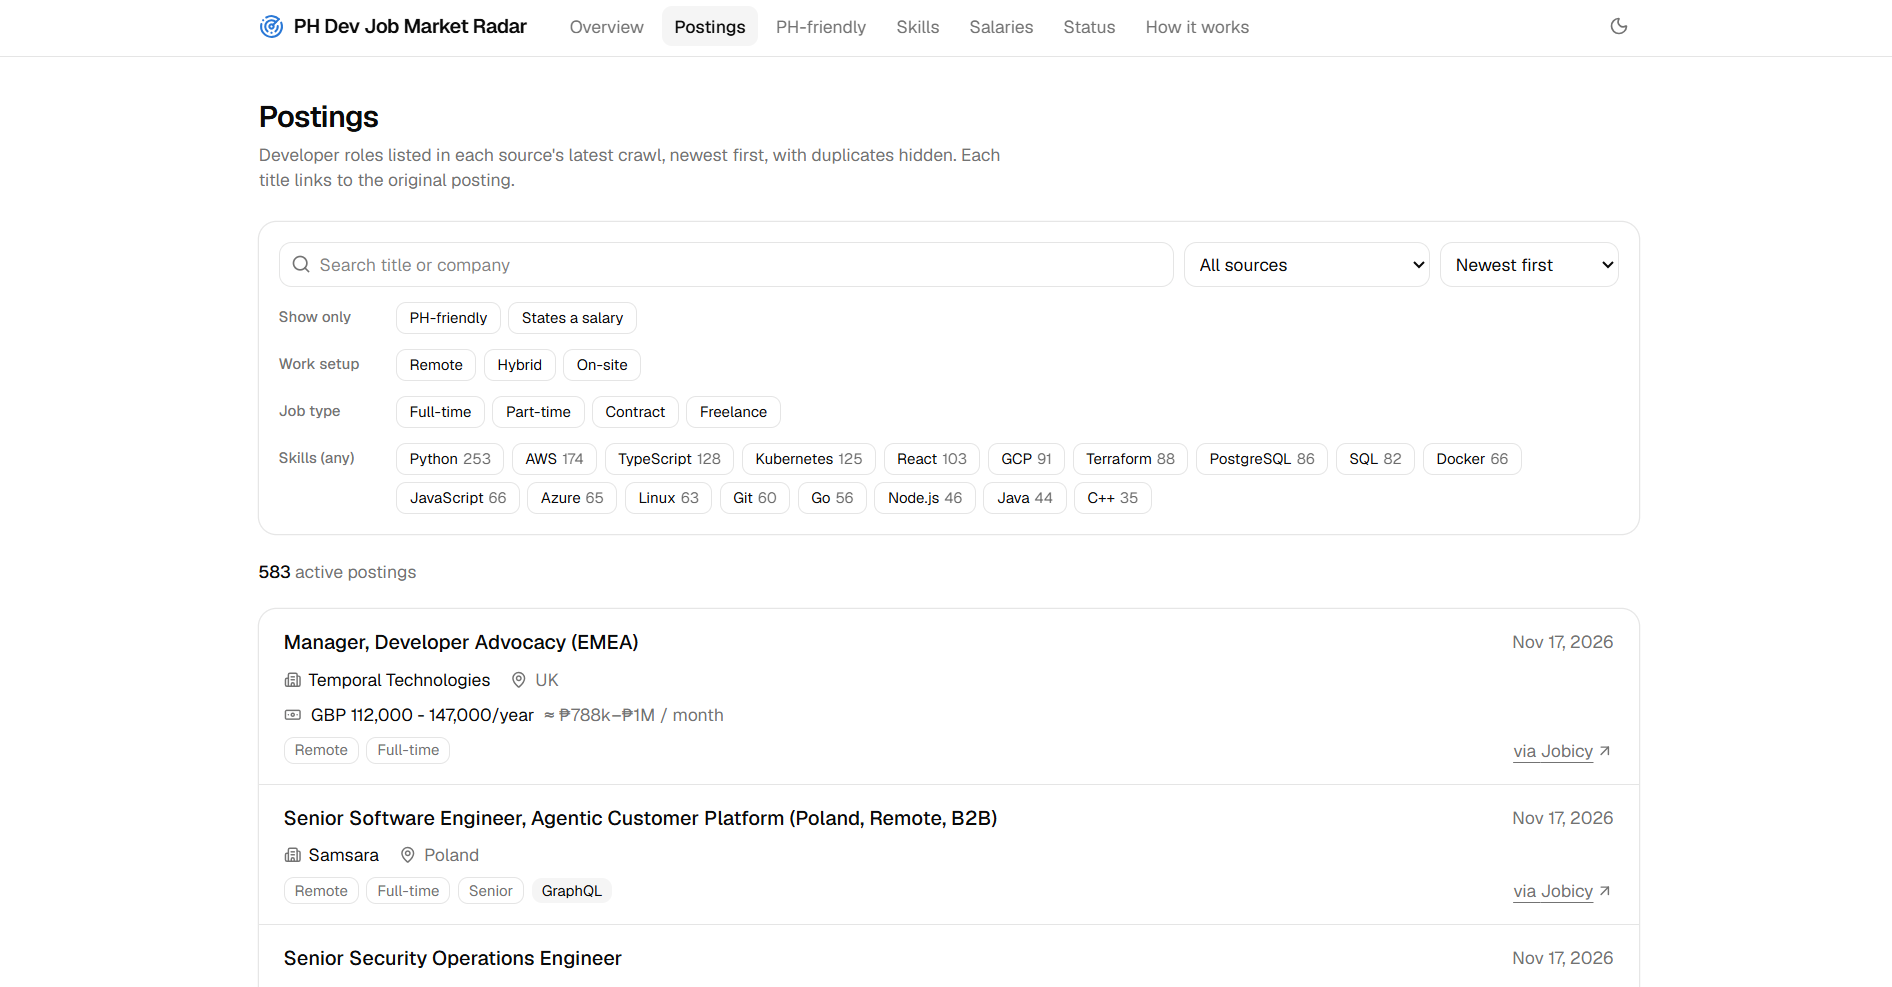 PH Dev Job Market Radar Overview Postings PH-friendly Skills Salaries Status How it works
Postings
Developer roles listed in each source's latest crawl, newest first, with duplicates hidden. Each
title links to the original posting.
Search title or company All sources Newest first
Show only PH-friendly States a salary
Work setup Remote Hybrid On-site
Job type Full-time Part-time Contract Freelance
Skills (any) Python 253 AWS 174 TypeScript 128 Kubernetes 125 React 103 GCP 91 Terraform 88 PostgreSQL 86 SQL 82 Docker 66
JavaScript 66 Azure 65 Linux 63 Git 60 Go 56 Node.js 46 Java 44 C++ 35
583 active postings
Manager, Developer Advocacy (EMEA) Nov 17, 2026
Temporal Technologies UK
GBP 112,000 - 147,000/year ≈ ₱788k–₱1M / month
Remote Full-time via Jobicy
Senior Software Engineer, Agentic Customer Platform (Poland, Remote, B2B) Nov 17, 2026
Samsara Poland
Remote Full-time Senior GraphQL via Jobicy
Senior Security Operations Engineer Nov 17, 2026